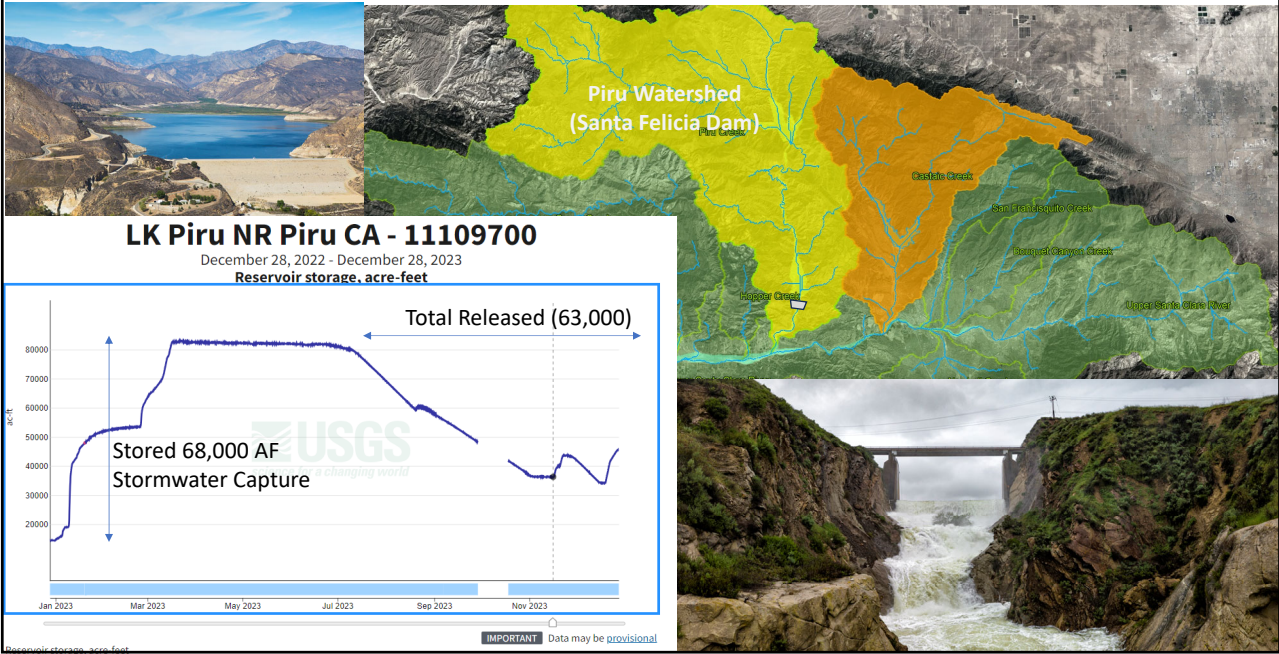 Piru Watershed
(Santa Felicia Dam)
Piru Creek
Castaic Creek
San Francisquito Creek
Bouquet Canyon Creek
Hopper Creek
Upper Santa Clara River
LK Piru NR Piru CA - 11109700
December 28, 2022 - December 28, 2023
Reservoir storage, acre-feet
Total Released (63,000)
80000
70000
60000
ac-ft
50000
40000
30000
20000
USGS
science for a changing world
Stored 68,000 AF
Stormwater Capture
Jan 2023 Mar 2023 May 2023 Jul 2023 Sep 2023 Nov 2023
IMPORTANT Data may be provisional
Reservoir storage, acre-feet